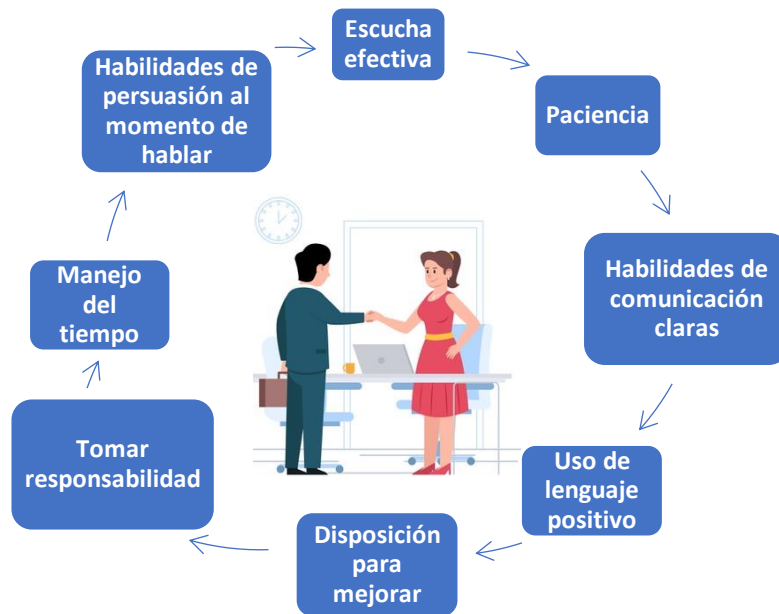 Escucha
efectiva
Paciencia
Habilidades de
comunicación
claras
Uso de
lenguaje
positivo
Disposición
para
mejorar
Tomar
responsabilidad
Manejo
del
tiempo
Habilidades de
persuasión al
momento de
hablar